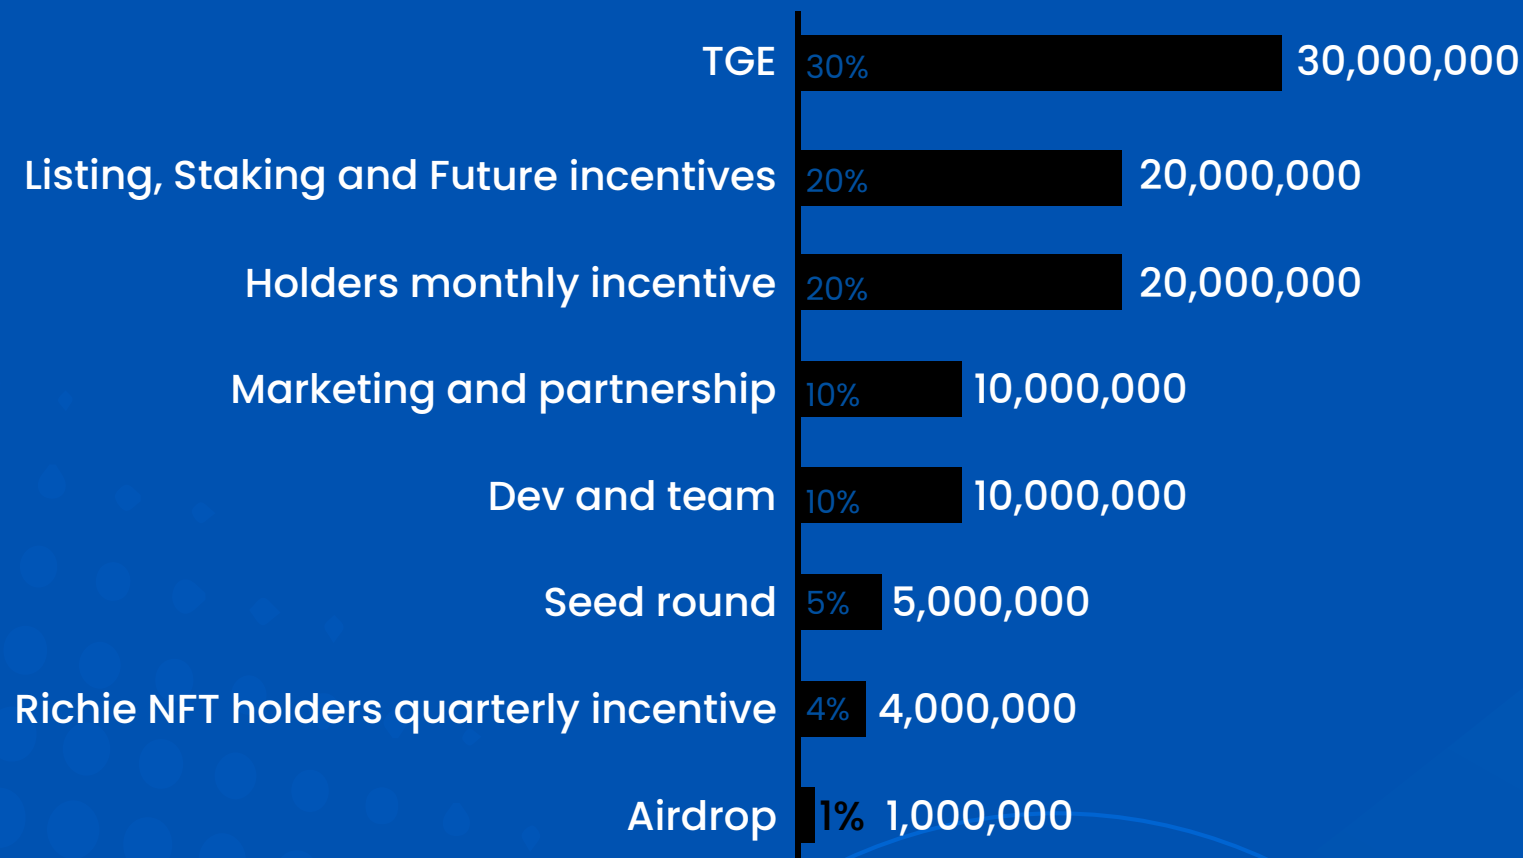 TGE 30% 30,000,000
Listing, Staking and Future incentives 20% 20,000,000
Holders monthly incentive 20% 20,000,000
Marketing and partnership 10% 10,000,000
Dev and team 10% 10,000,000
Seed round 5% 5,000,000
Richie NFT holders quarterly incentive 4% 4,000,000
Airdrop 1% 1,000,000